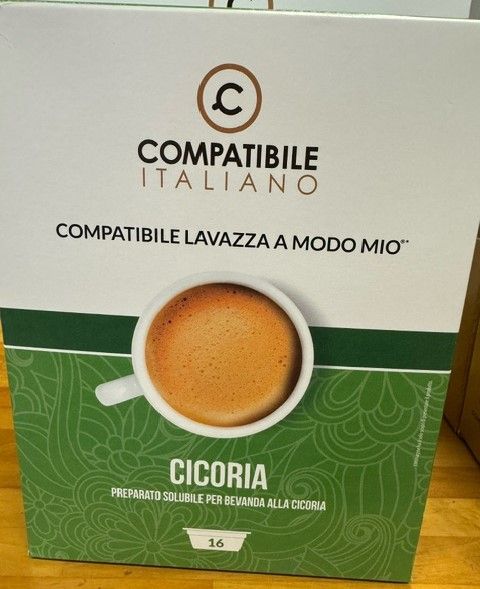 C
COMPATIBILE
ITALIANO
COMPATIBILE LAVAZZA A MODO MIO®*
CICORIA
PREPARATO SOLUBILE PER BEVANDA ALLA CICORIA
16